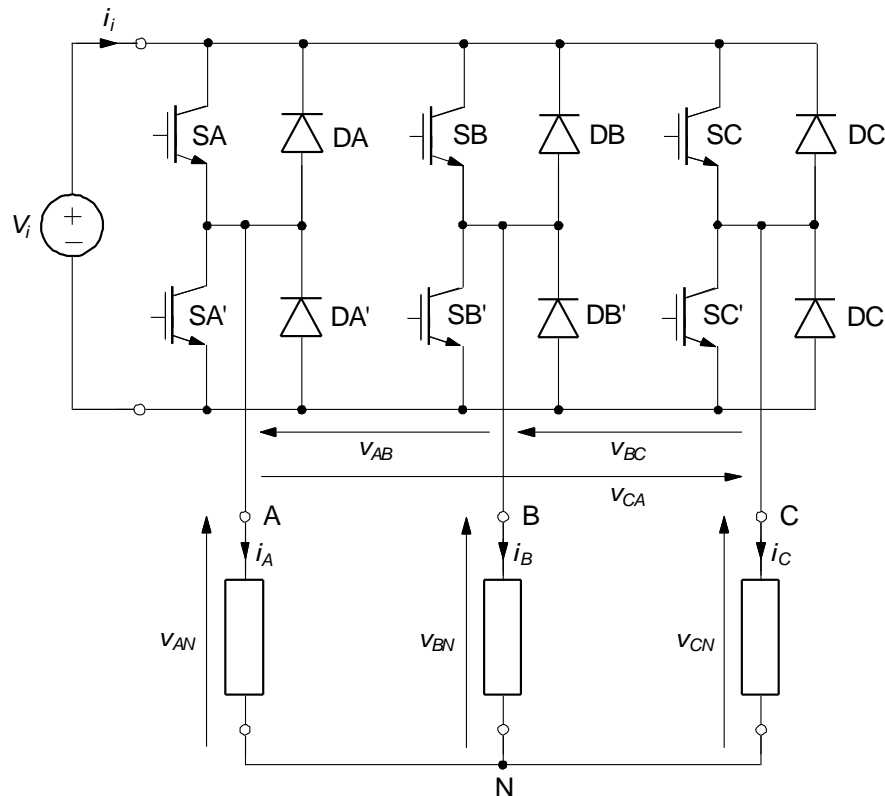 i_i
SA
DA
SB
DB
SC
DC
V_i
+
−
SA'
DA'
SB'
DB'
SC'
DC
v_AB
v_BC
v_CA
A
B
C
i_A
i_B
i_C
v_AN
v_BN
v_CN
N